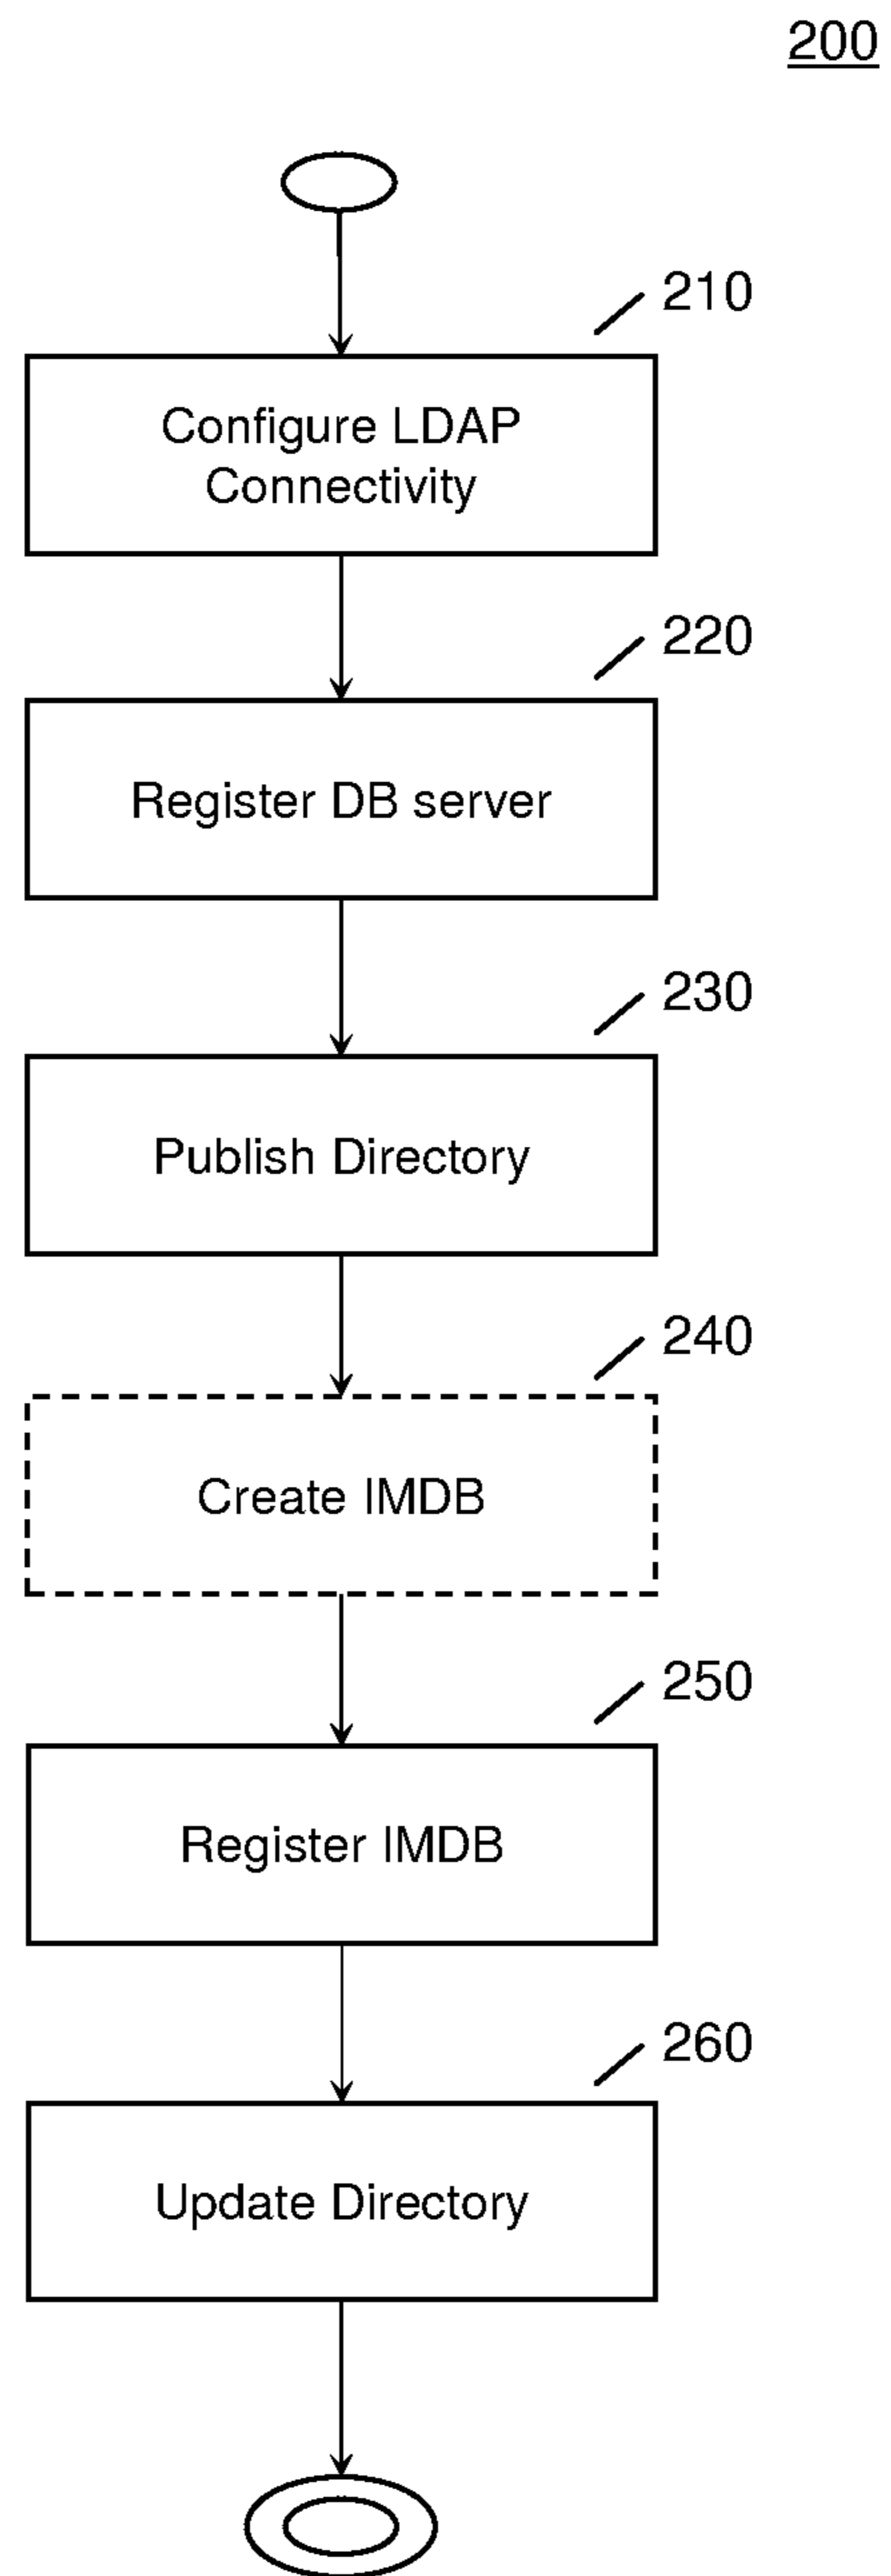 200
210
Configure LDAP
Connectivity
220
Register DB server
230
Publish Directory
240
Create IMDB
250
Register IMDB
260
Update Directory